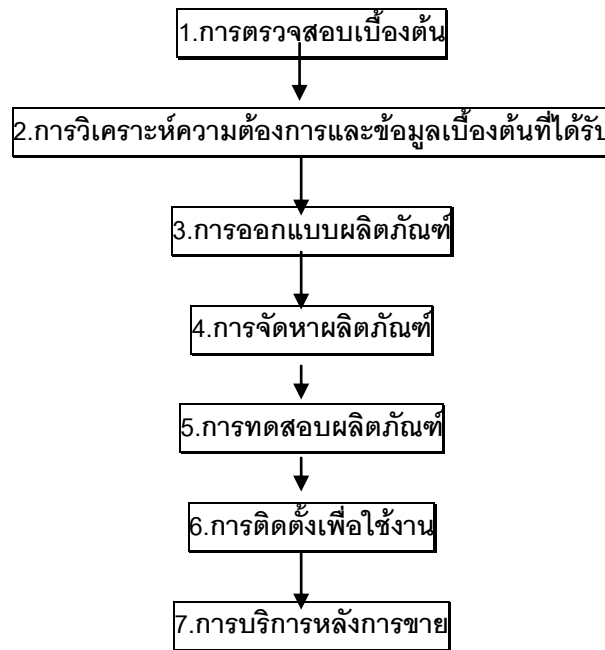 1.การตรวจสอบเบื้องต้น
2.การวิเคราะห์ความต้องการและข้อมูลเบื้องต้นที่ได้รับ
3.การออกแบบผลิตภัณฑ์
4.การจัดหาผลิตภัณฑ์
5.การทดสอบผลิตภัณฑ์
6.การติดตั้งเพื่อใช้งาน
7.การบริการหลังการขาย